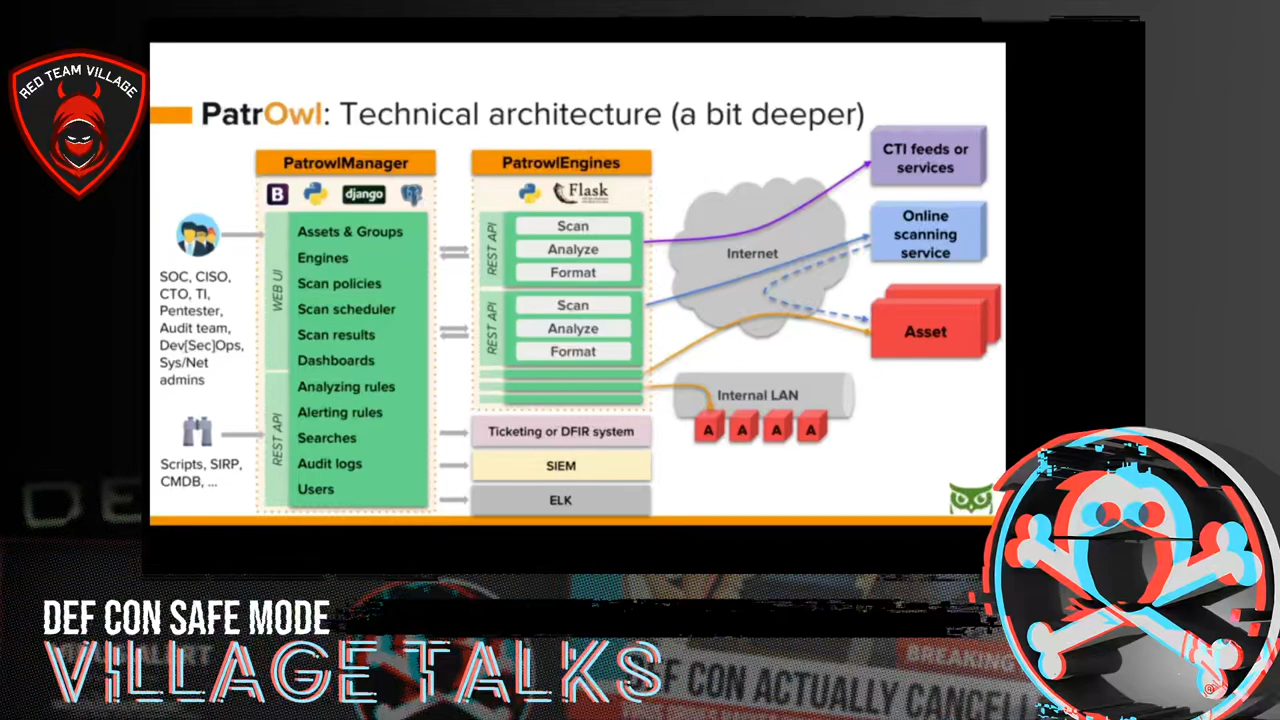 RED TEAM VILLAGE
PatrOwl: Technical architecture (a bit deeper)
PatrowlManager
B
django
WEB UI
REST API
Assets & Groups
Engines
Scan policies
Scan scheduler
Scan results
Dashboards
Analyzing rules
Alerting rules
Searches
Audit logs
Users
SOC, CISO,
CTO, TI,
Pentester,
Audit team,
Dev[Sec]Ops,
Sys/Net
admins
Scripts, SIRP,
CMDB, ...
PatrowlEngines
Flask
REST API
Scan
Analyze
Format
REST API
Scan
Analyze
Format
Ticketing or DFIR system
SIEM
ELK
Internet
CTI feeds or
services
Online
scanning
service
Asset
Internal LAN
A
A
A
A
DEF CON SAFE MODE
VILLAGE TALKS
BREAKING
DEF CON ACTUALLY CANCELL